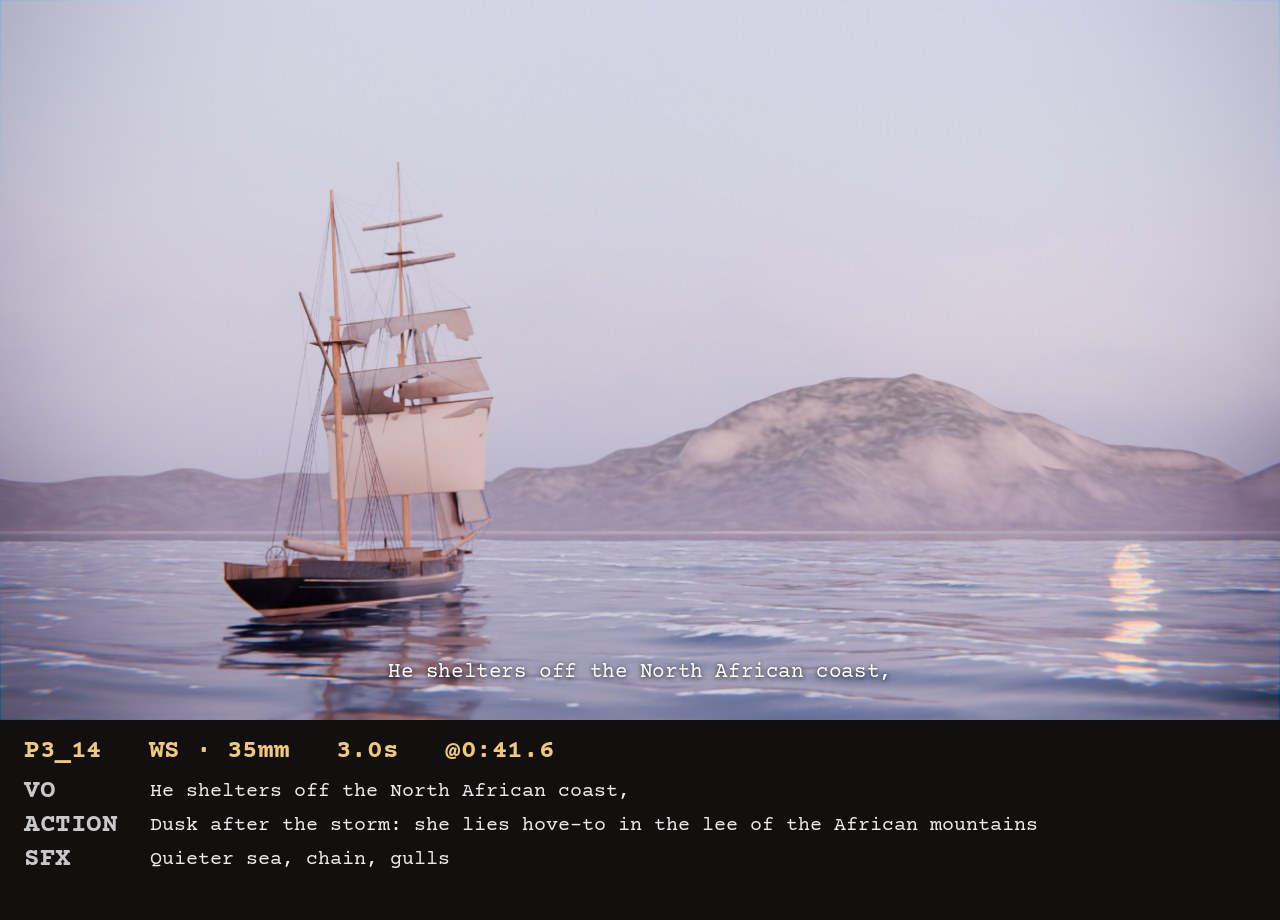 He shelters off the North African coast,
P3_14 WS · 35mm 3.0s @0:41.6
VO He shelters off the North African coast,
ACTION Dusk after the storm: she lies hove-to in the lee of the African mountains
SFX Quieter sea, chain, gulls